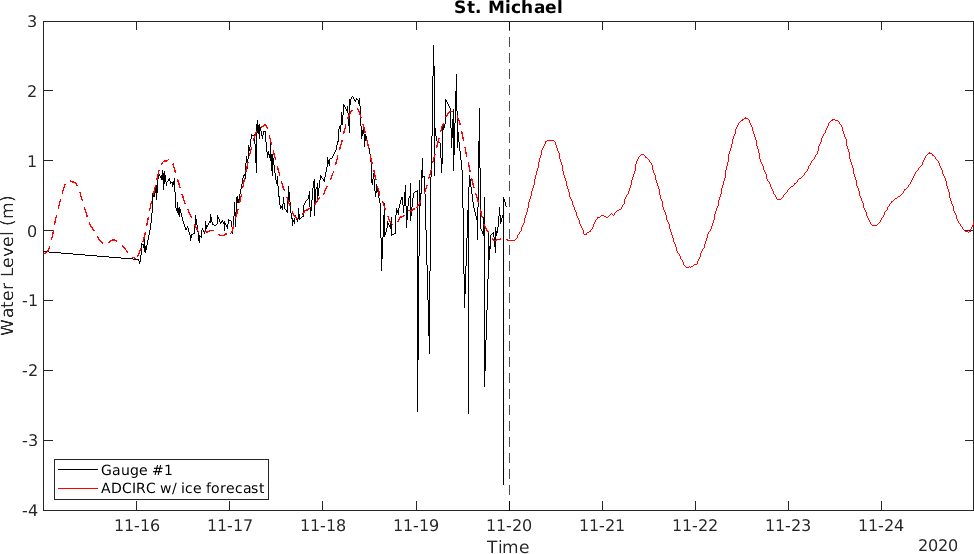 St. Michael
3
2
1
0
-1
-2
-3
-4
Water Level (m)
Gauge #1
ADCIRC w/ ice forecast
11-16 11-17 11-18 11-19 11-20 11-21 11-22 11-23 11-24
Time
2020